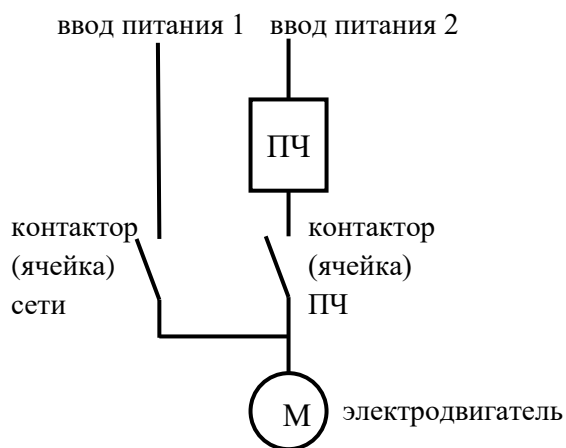 ввод питания 1
ввод питания 2
ПЧ
контактор
(ячейка)
сети
контактор
(ячейка)
ПЧ
М
электродвигатель